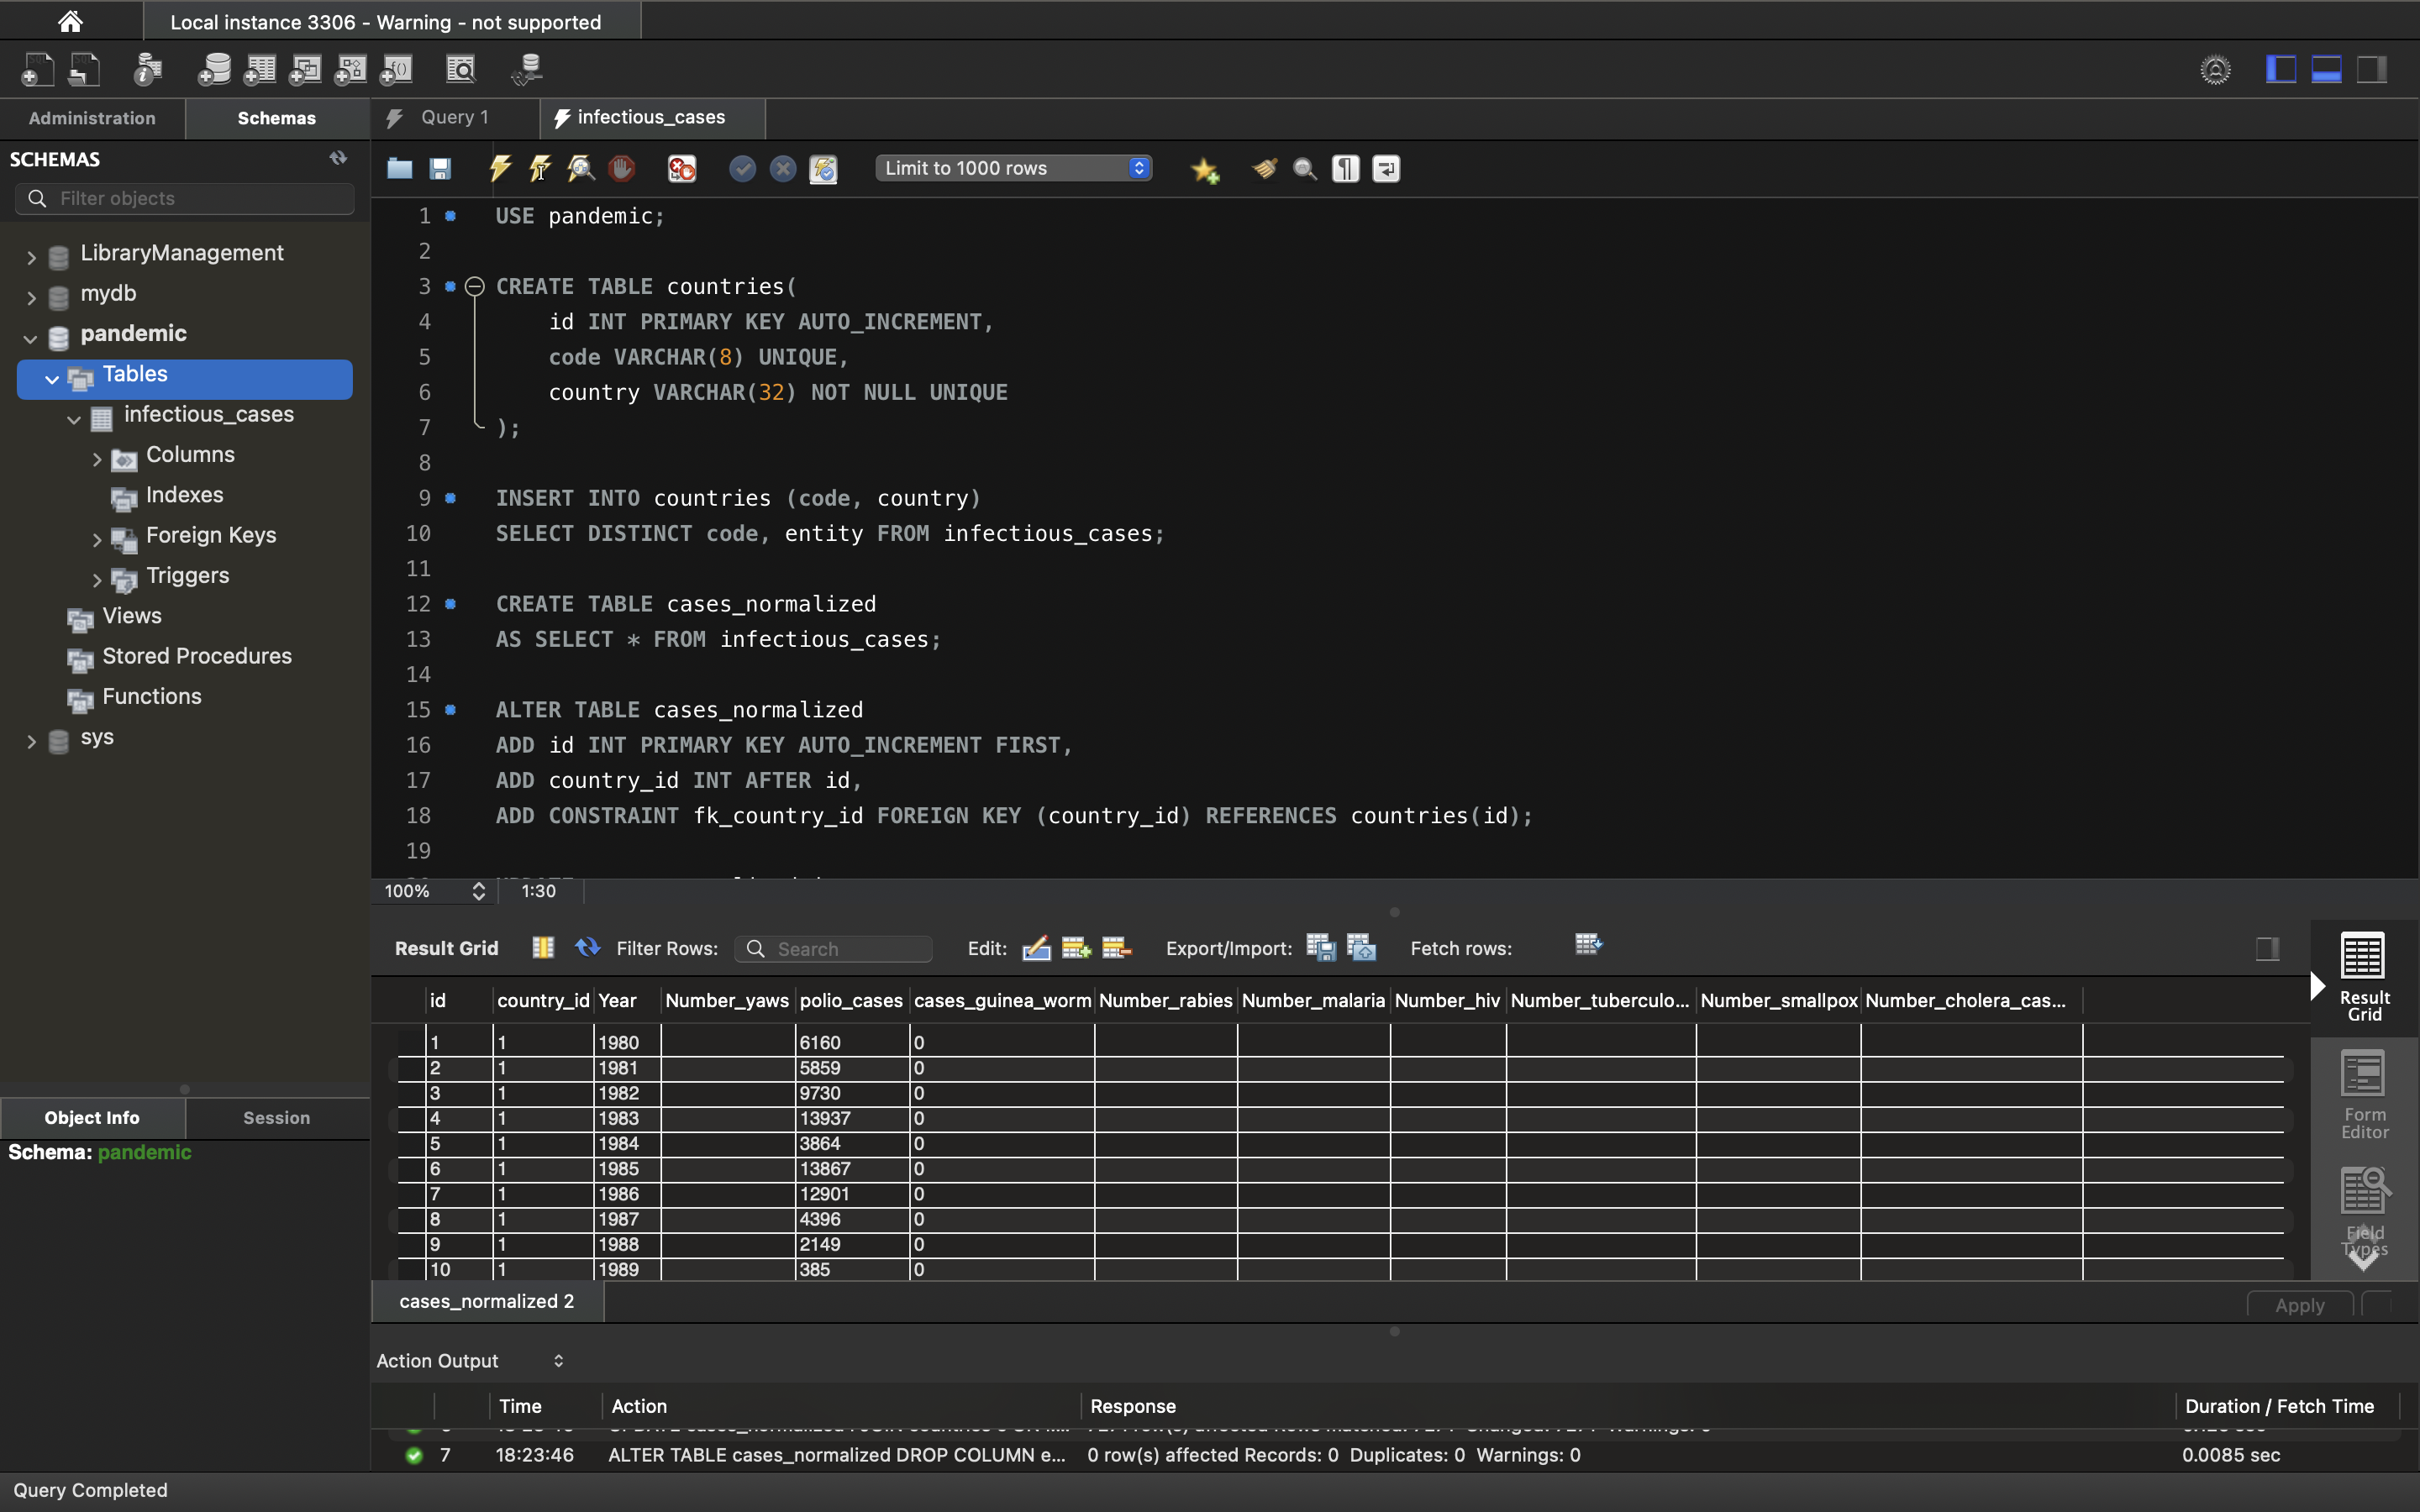 Local instance 3306 - Warning - not supported
Administration
Schemas
Query 1
infectious_cases
SCHEMAS
Filter objects
LibraryManagement
mydb
pandemic
Tables
infectious_cases
Columns
Indexes
Foreign Keys
Triggers
Views
Stored Procedures
Functions
sys
Object Info
Session
Schema: pandemic
Limit to 1000 rows
1 USE pandemic;
2
3 CREATE TABLE countries(
4 id INT PRIMARY KEY AUTO_INCREMENT,
5 code VARCHAR(8) UNIQUE,
6 country VARCHAR(32) NOT NULL UNIQUE
7 );
8
9 INSERT INTO countries (code, country)
10 SELECT DISTINCT code, entity FROM infectious_cases;
11
12 CREATE TABLE cases_normalized
13 AS SELECT * FROM infectious_cases;
14
15 ALTER TABLE cases_normalized
16 ADD id INT PRIMARY KEY AUTO_INCREMENT FIRST,
17 ADD country_id INT AFTER id,
18 ADD CONSTRAINT fk_country_id FOREIGN KEY (country_id) REFERENCES countries(id);
19
100% 1:30
Result Grid Filter Rows: Search Edit: Export/Import: Fetch rows:
id country_id Year Number_yaws polio_cases cases_guinea_worm Number_rabies Number_malaria Number_hiv Number_tuberculo... Number_smallpox Number_cholera_cas...
1 1 1980 6160 0
2 1 1981 5859 0
3 1 1982 9730 0
4 1 1983 13937 0
5 1 1984 3864 0
6 1 1985 13867 0
7 1 1986 12901 0
8 1 1987 4396 0
9 1 1988 2149 0
10 1 1989 385 0
Result
Grid
Form
Editor
Field
Types
cases_normalized 2
Apply
Action Output
Time Action Response Duration / Fetch Time
7 18:23:46 ALTER TABLE cases_normalized DROP COLUMN e... 0 row(s) affected Records: 0 Duplicates: 0 Warnings: 0 0.0085 sec
Query Completed